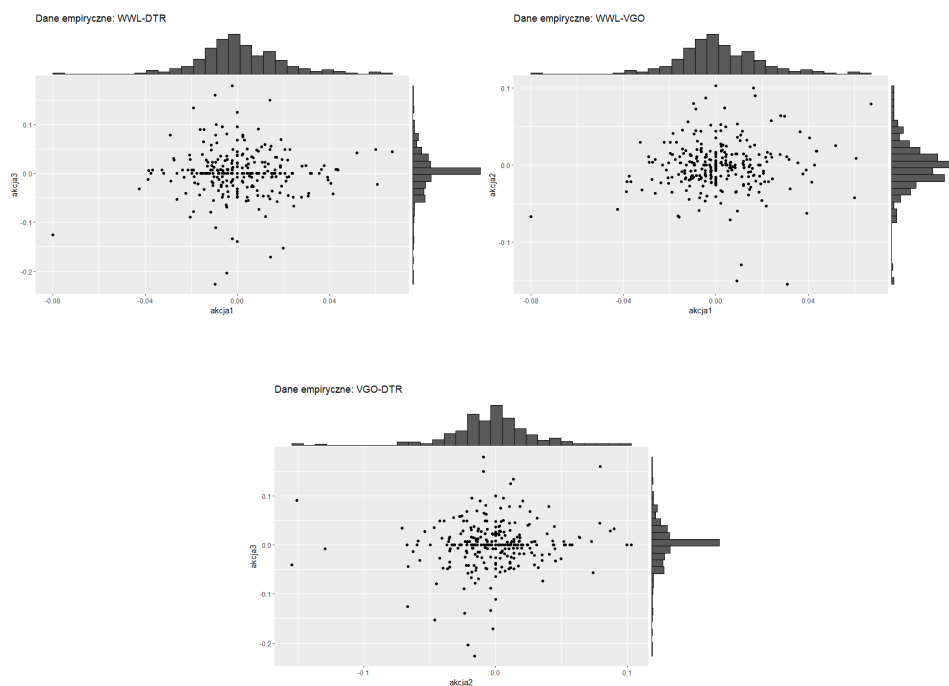 Dane empiryczne: WWL-DTR
0.1
0.0
-0.1
-0.2
akcja3
-0.08
-0.04
0.00
0.04
akcja1
Dane empiryczne: WWL-VGO
0.1
0.0
-0.1
akcja2
-0.08
-0.04
0.00
0.04
akcja1
Dane empiryczne: VGO-DTR
0.1
0.0
-0.1
-0.2
akcja3
-0.1
0.0
0.1
akcja2